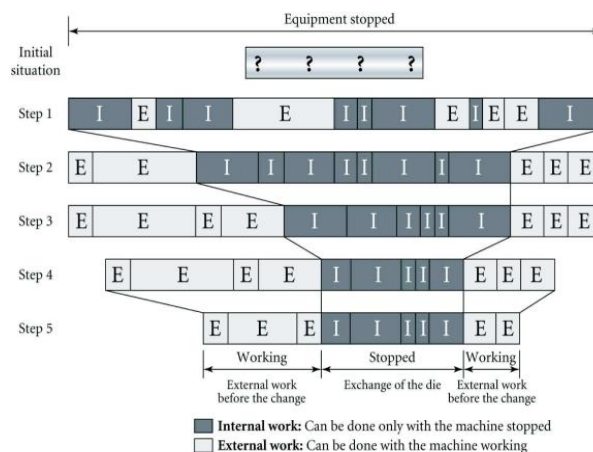 Equipment stopped
Initial situation
? ? ? ?
Step 1
I E I I E I I I E I E E I
Step 2
E E I I I I I I I I E E E
Step 3
E E E E I I I I I I E E E
Step 4
E E E E I I I I I E E E
Step 5
E E E I I I I I E E
Working Stopped Working
External work before the change
Exchange of the die
External work before the change
Internal work: Can be done only with the machine stopped
External work: Can be done with the machine working